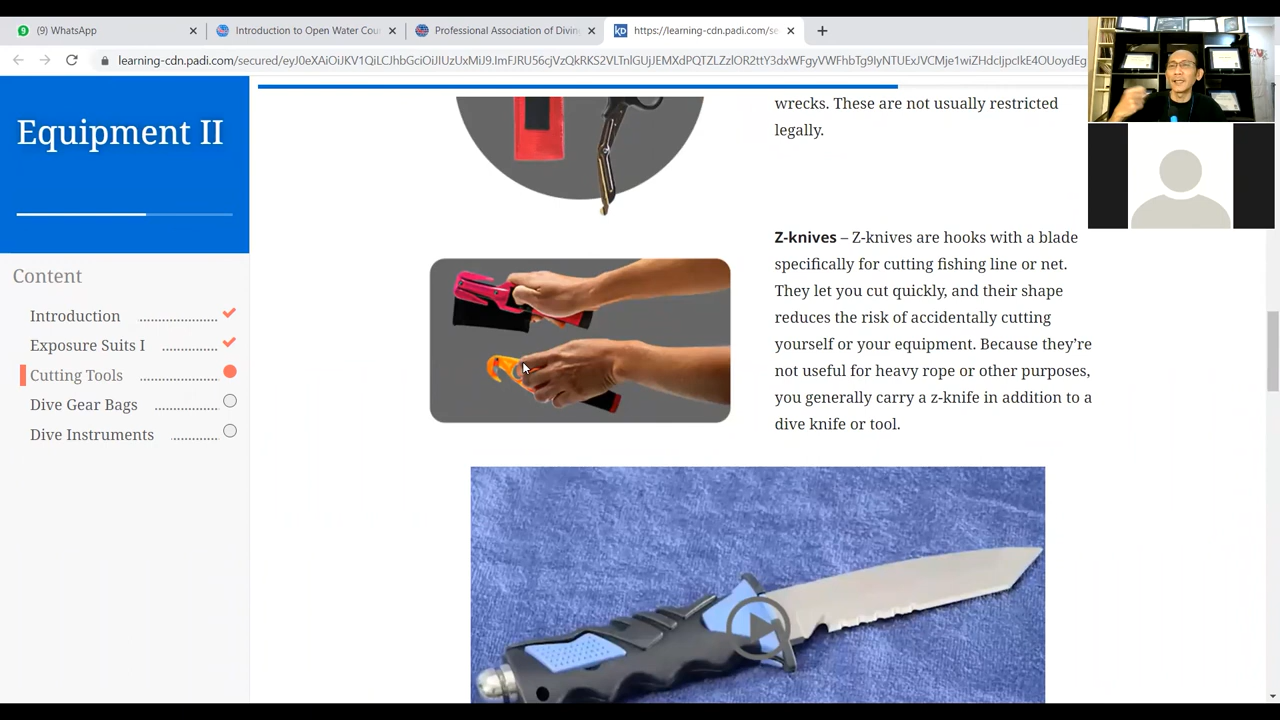 (9) WhatsApp
Introduction to Open Water Cou
Professional Association of Diving
https://learning-cdn.padi.com/se
Equipment II
Content
Introduction
Exposure Suits I
Cutting Tools
Dive Gear Bags
Dive Instruments
wrecks. These are not usually restricted
legally.
Z-knives – Z-knives are hooks with a blade
specifically for cutting fishing line or net.
They let you cut quickly, and their shape
reduces the risk of accidentally cutting
yourself or your equipment. Because they're
not useful for heavy rope or other purposes,
you generally carry a z-knife in addition to a
dive knife or tool.